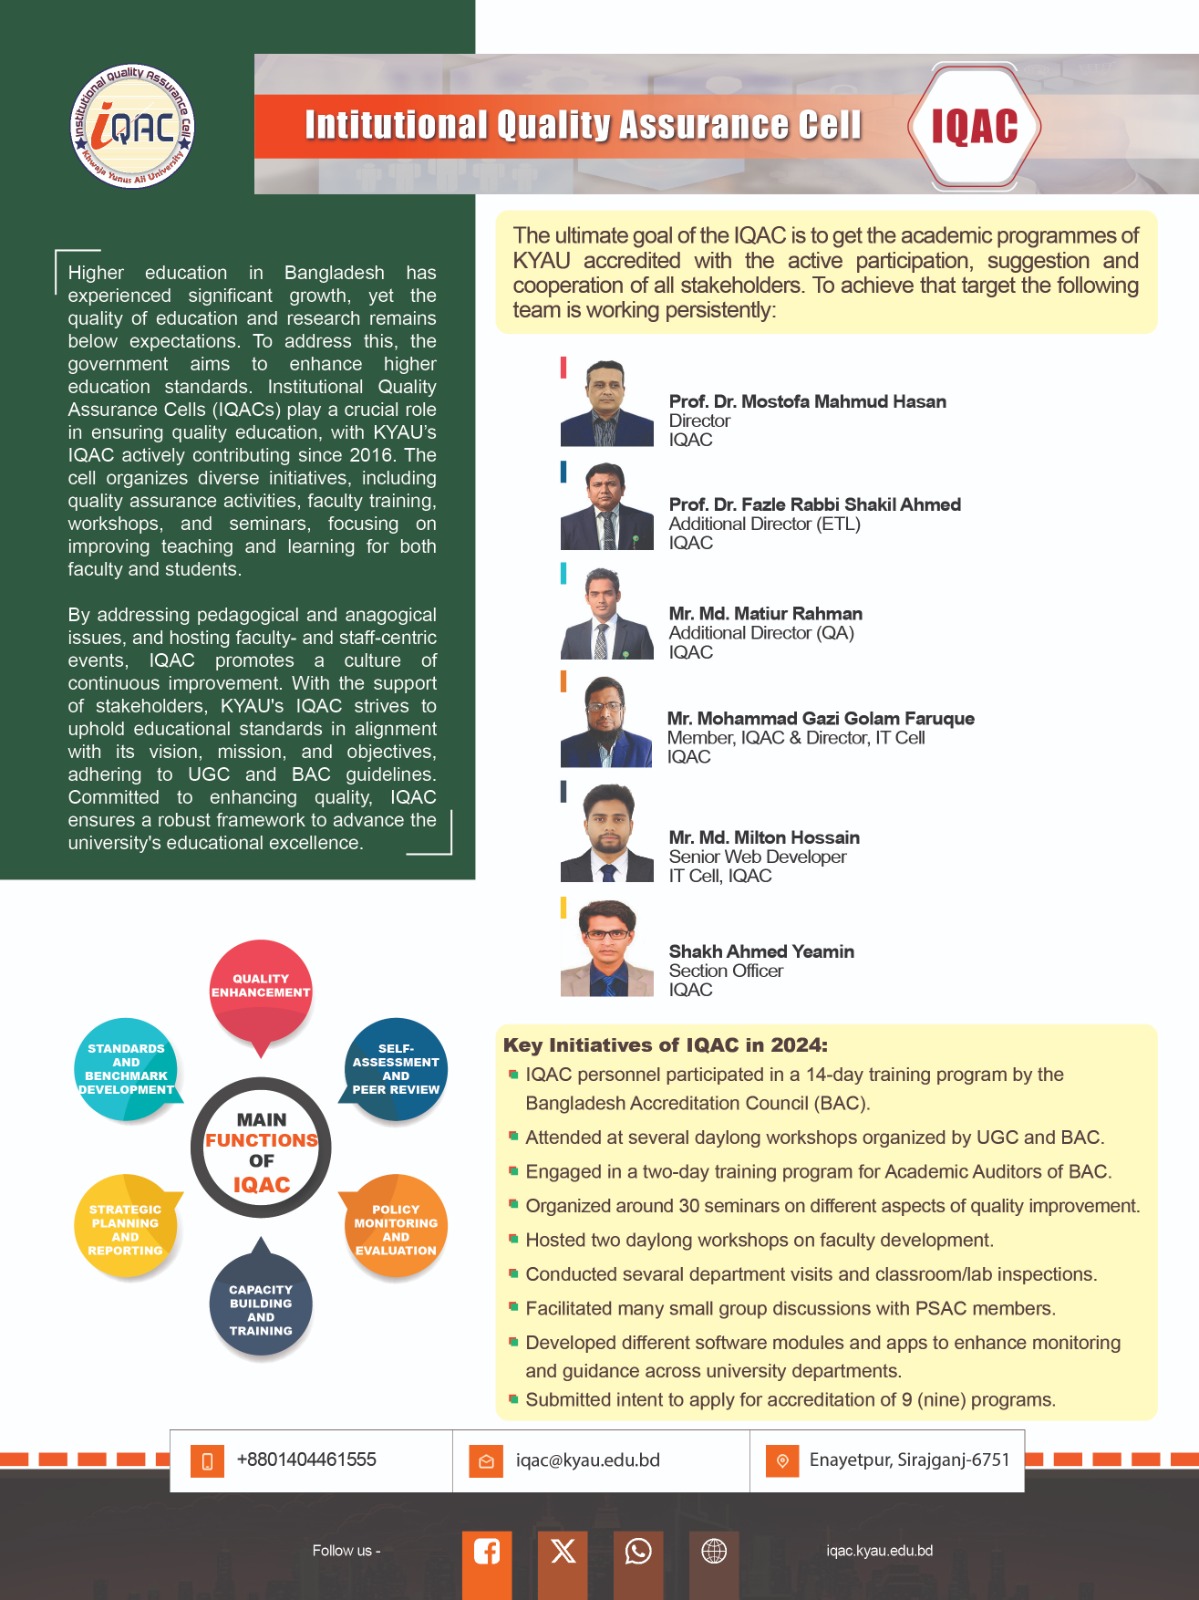 Institutional Quality Assurance Cell
iQAC
Khwaja Yunus Ali University
Intitutional Quality Assurance Cell
IQAC
Higher education in Bangladesh has
experienced significant growth, yet the
quality of education and research remains
below expectations. To address this, the
government aims to enhance higher
education standards. Institutional Quality
Assurance Cells (IQACs) play a crucial role
in ensuring quality education, with KYAU’s
IQAC actively contributing since 2016. The
cell organizes diverse initiatives, including
quality assurance activities, faculty training,
workshops, and seminars, focusing on
improving teaching and learning for both
faculty and students.
By addressing pedagogical and anagogical
issues, and hosting faculty- and staff-centric
events, IQAC promotes a culture of
continuous improvement. With the support
of stakeholders, KYAU's IQAC strives to
uphold educational standards in alignment
with its vision, mission, and objectives,
adhering to UGC and BAC guidelines.
Committed to enhancing quality, IQAC
ensures a robust framework to advance the
university's educational excellence.
The ultimate goal of the IQAC is to get the academic programmes of
KYAU accredited with the active participation, suggestion and
cooperation of all stakeholders. To achieve that target the following
team is working persistently:
Prof. Dr. Mostofa Mahmud Hasan
Director
IQAC
Prof. Dr. Fazle Rabbi Shakil Ahmed
Additional Director (ETL)
IQAC
Mr. Md. Matiur Rahman
Additional Director (QA)
IQAC
Mr. Mohammad Gazi Golam Faruque
Member, IQAC & Director, IT Cell
IQAC
Mr. Md. Milton Hossain
Senior Web Developer
IT Cell, IQAC
Shakh Ahmed Yeamin
Section Officer
IQAC
QUALITY
ENHANCEMENT
STANDARDS
AND
BENCHMARK
DEVELOPMENT
SELF-
ASSESSMENT
AND
PEER REVIEW
MAIN
FUNCTIONS
OF
IQAC
STRATEGIC
PLANNING
AND
REPORTING
POLICY
MONITORING
AND
EVALUATION
CAPACITY
BUILDING
AND
TRAINING
Key Initiatives of IQAC in 2024:
IQAC personnel participated in a 14-day training program by the
Bangladesh Accreditation Council (BAC).
Attended at several daylong workshops organized by UGC and BAC.
Engaged in a two-day training program for Academic Auditors of BAC.
Organized around 30 seminars on different aspects of quality improvement.
Hosted two daylong workshops on faculty development.
Conducted sevaral department visits and classroom/lab inspections.
Facilitated many small group discussions with PSAC members.
Developed different software modules and apps to enhance monitoring
and guidance across university departments.
Submitted intent to apply for accreditation of 9 (nine) programs.
+8801404461555
iqac@kyau.edu.bd
Enayetpur, Sirajganj-6751
Follow us -
iqac.kyau.edu.bd